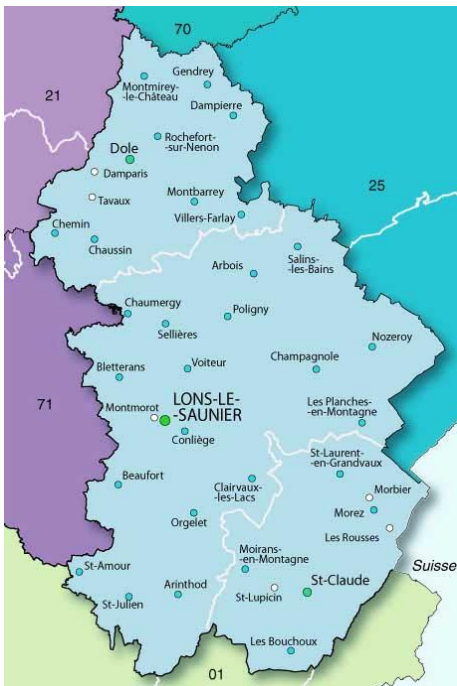 70
21
Gendrey
Montmirey-
-le-Château
Dampierre
Rochefort-
-sur-Nenon
Dole
Damparis
25
Tavaux
Montbarrey
Villers-Farlay
Chemin
Chaussin
Salins-
-les-Bains
Arbois
Chaumergy
Poligny
Sellières
Nozeroy
Champagnole
Voiteur
Bletterans
71
LONS-LE-
-SAUNIER
Montmorot
Les Planches-
-en-Montagne
Conliège
St-Laurent-
-en-Grandvaux
Beaufort
Clairvaux-
-les-Lacs
Morbier
Morez
Orgelet
Les Rousses
Moirans-
-en-Montagne
Suisse
St-Amour
St-Claude
Arinthod
St-Lupicin
St-Julien
Les Bouchoux
01